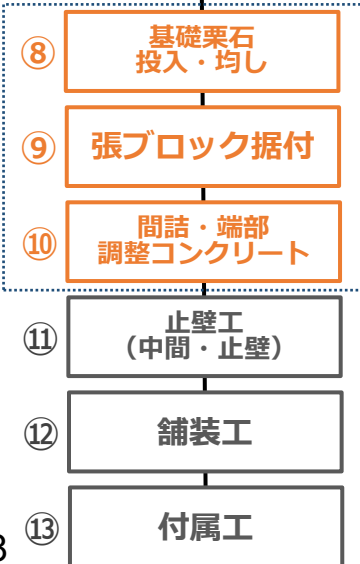 ⑧
基礎栗石
投入・均し
⑨
張ブロック据付
⑩
間詰・端部
調整コンクリート
⑪
止壁工
（中間・止壁）
⑫
舗装工
⑬
付属工